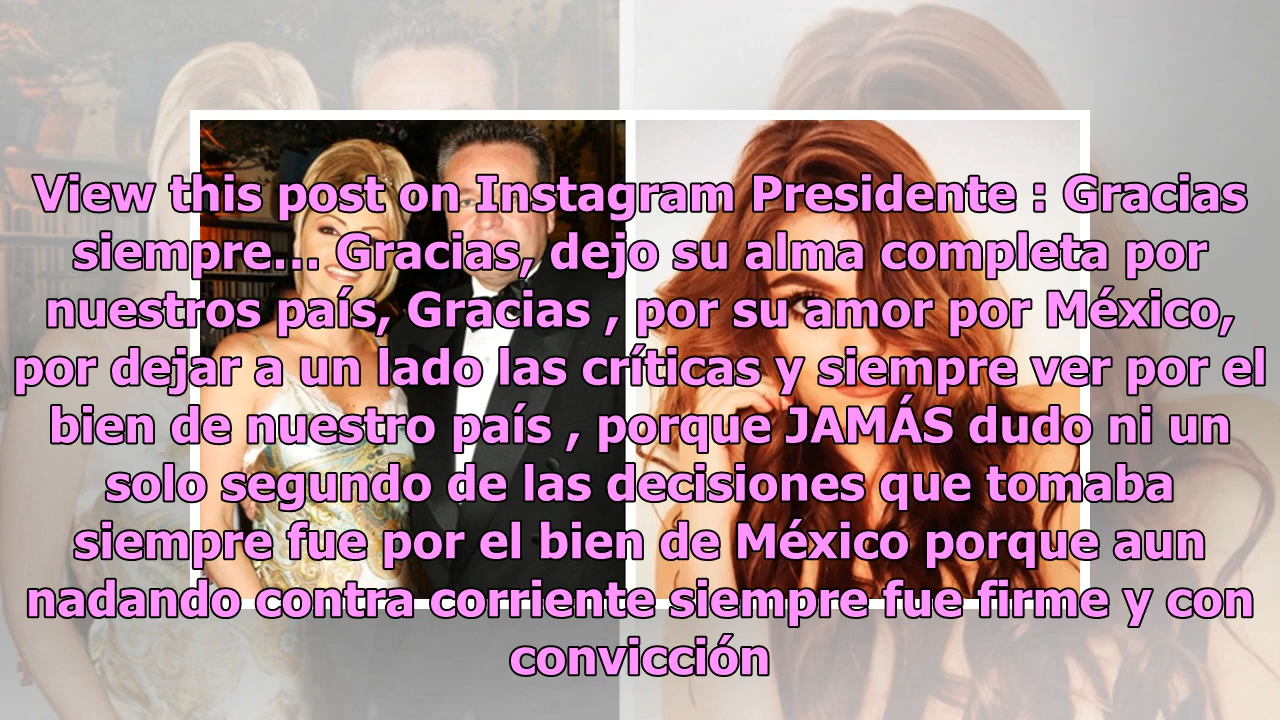 View this post on Instagram Presidente : Gracias
siempre... Gracias, dejo su alma completa por
nuestros país, Gracias , por su amor por México,
por dejar a un lado las críticas y siempre ver por el
bien de nuestro país , porque JAMÁS dudo ni un
solo segundo de las decisiones que tomaba
siempre fue por el bien de México porque aun
nadando contra corriente siempre fue firme y con
convicción